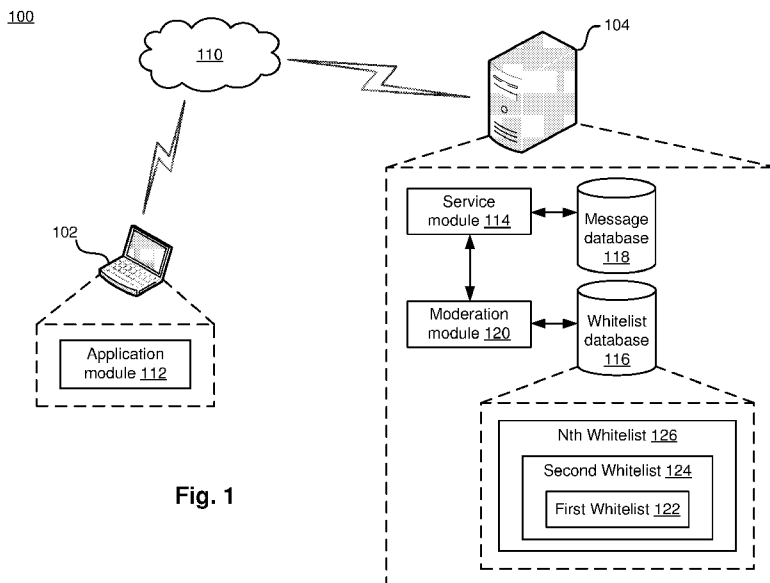 100
104
110
Service
module 114
Message
database
118
102
Moderation
module 120
Whitelist
database
116
Application
module 112
Nth Whitelist 126
Second Whitelist 124
First Whitelist 122
Fig. 1